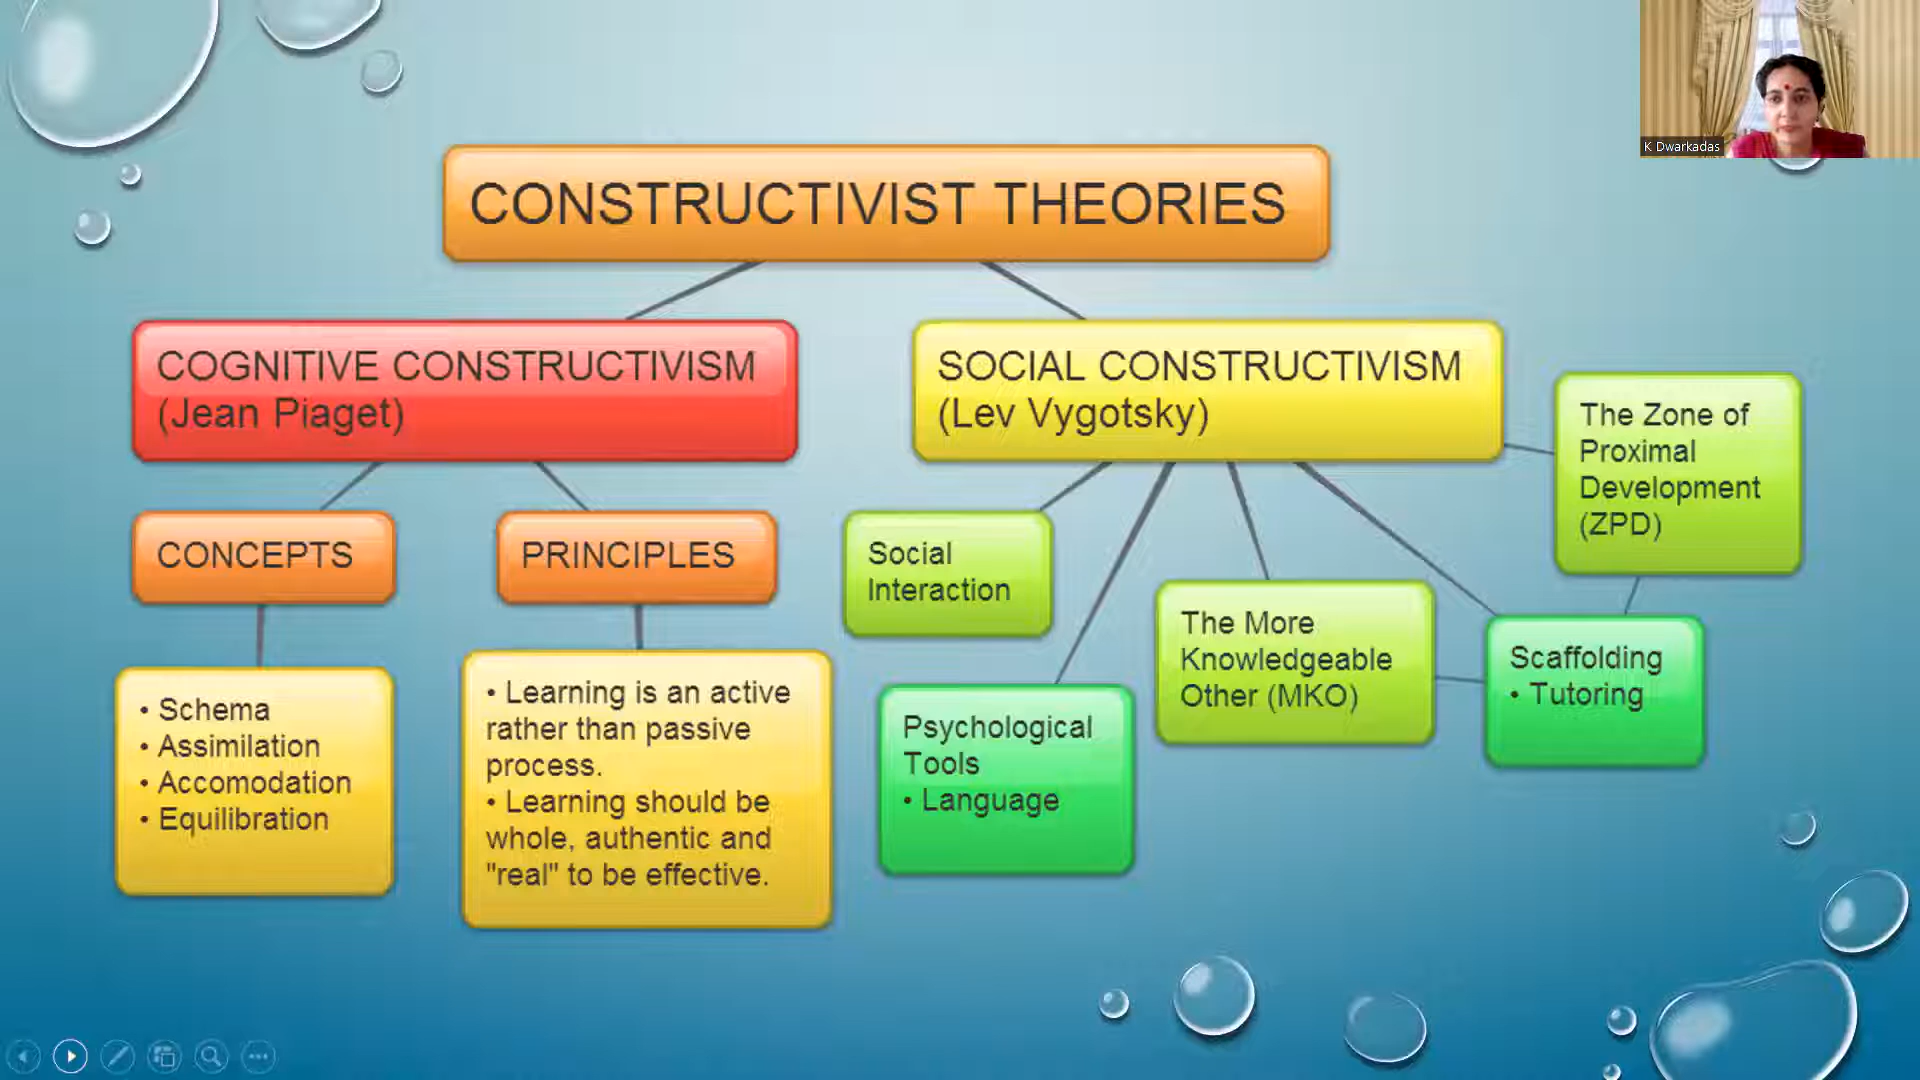 K Dwarkadas
CONSTRUCTIVIST THEORIES
COGNITIVE CONSTRUCTIVISM
(Jean Piaget)
SOCIAL CONSTRUCTIVISM
(Lev Vygotsky)
The Zone of
Proximal
Development
(ZPD)
CONCEPTS
PRINCIPLES
Social
Interaction
The More
Knowledgeable
Other (MKO)
Scaffolding
• Tutoring
• Schema
• Assimilation
• Accomodation
• Equilibration
• Learning is an active
rather than passive
process.
• Learning should be
whole, authentic and
"real" to be effective.
Psychological
Tools
• Language